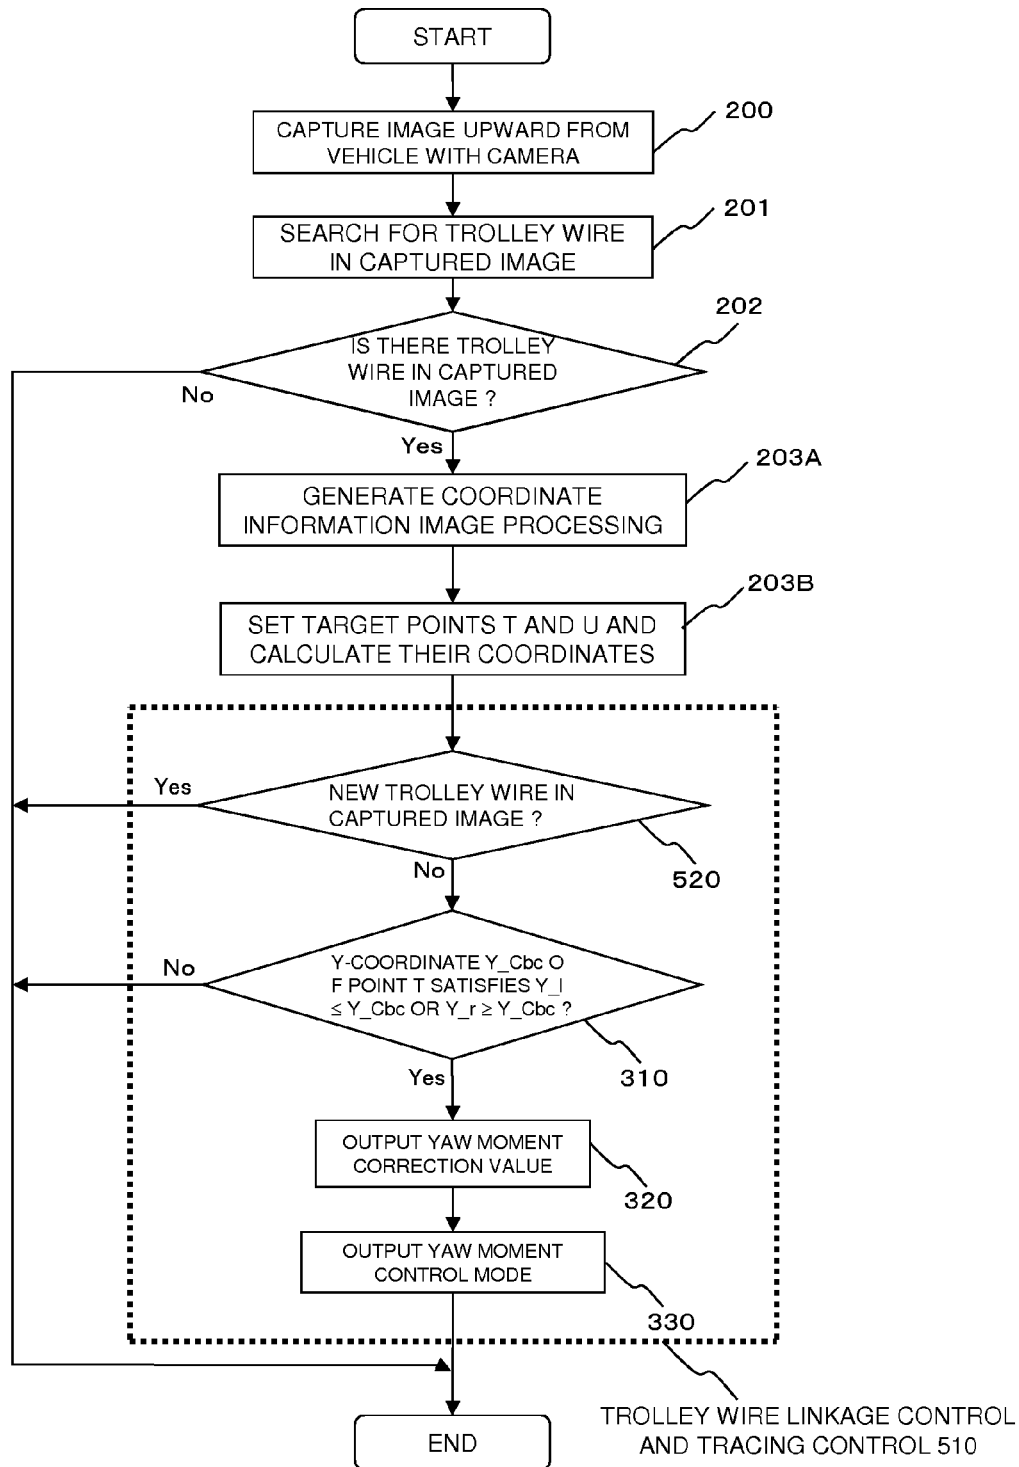 START
CAPTURE IMAGE UPWARD FROM
VEHICLE WITH CAMERA
200
SEARCH FOR TROLLEY WIRE
IN CAPTURED IMAGE
201
IS THERE TROLLEY
WIRE IN CAPTURED
IMAGE ?
202
No
Yes
GENERATE COORDINATE
INFORMATION IMAGE PROCESSING
203A
SET TARGET POINTS T AND U AND
CALCULATE THEIR COORDINATES
203B
Yes
NEW TROLLEY WIRE IN
CAPTURED IMAGE ?
520
No
No
Y-COORDINATE Y_Cbc O
F POINT T SATISFIES Y_l
≤ Y_Cbc OR Y_r ≥ Y_Cbc ?
310
Yes
OUTPUT YAW MOMENT
CORRECTION VALUE
320
OUTPUT YAW MOMENT
CONTROL MODE
330
END
TROLLEY WIRE LINKAGE CONTROL
AND TRACING CONTROL 510